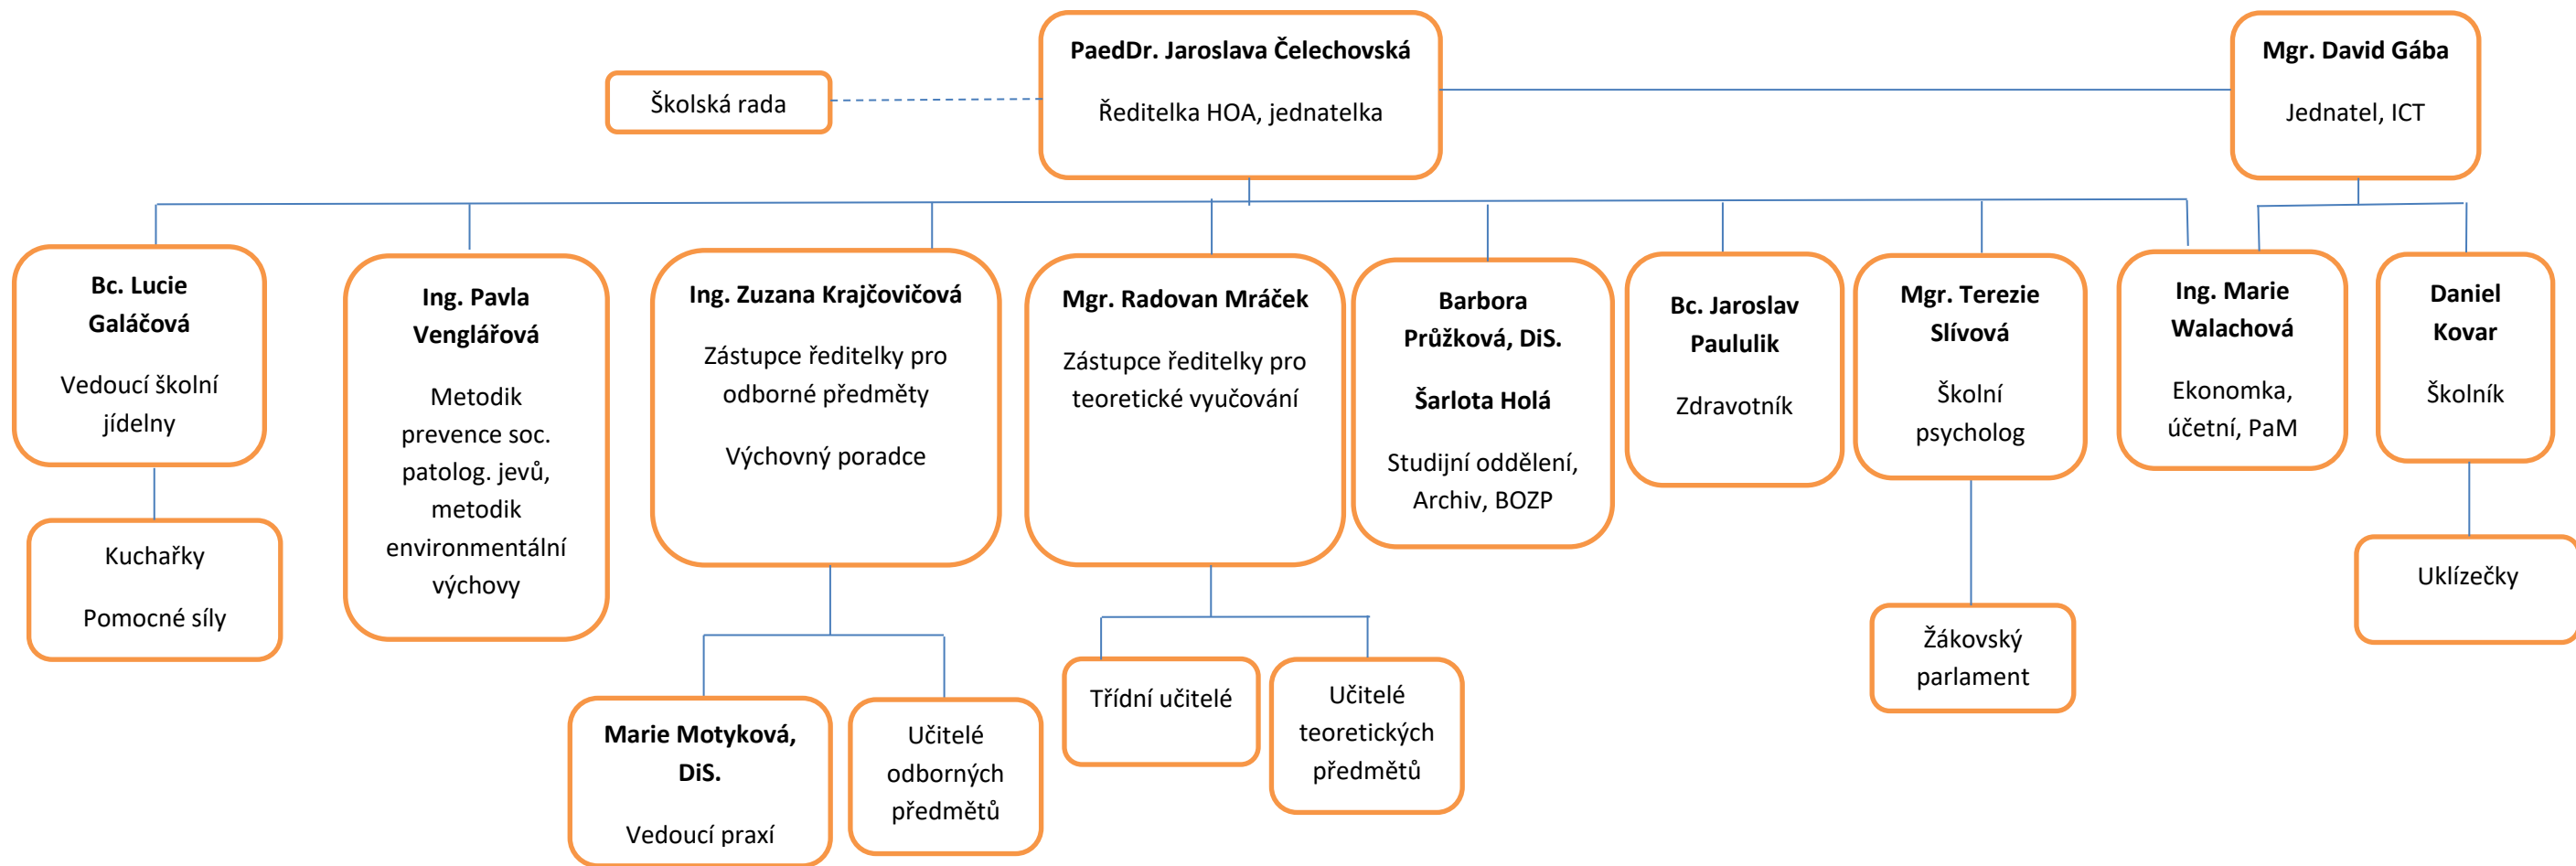 PaedDr. Jaroslava Čelechovská
Ředitelka HOA, jednatelka
Mgr. David Gába
Jednatel, ICT
Školská rada
Bc. Lucie
Galáčová
Vedoucí školní
jídelny
Ing. Pavla
Venglářová
Metodik
prevence soc.
patolog. jevů,
metodik
environmentální
výchovy
Ing. Zuzana Krajčovičová
Zástupce ředitelky pro
odborné předměty
Výchovný poradce
Mgr. Radovan Mráček
Zástupce ředitelky pro
teoretické vyučování
Barbora
Průžková, DiS.
Šarlota Holá
Studijní oddělení,
Archiv, BOZP
Bc. Jaroslav
Paululik
Zdravotník
Mgr. Terezie
Slívová
Školní
psycholog
Ing. Marie
Walachová
Ekonomka,
účetní, PaM
Daniel
Kovar
Školník
Kuchařky
Pomocné síly
Marie Motyková,
DiS.
Vedoucí praxí
Učitelé
odborných
předmětů
Třídní učitelé
Učitelé
teoretických
předmětů
Žákovský
parlament
Uklízečky